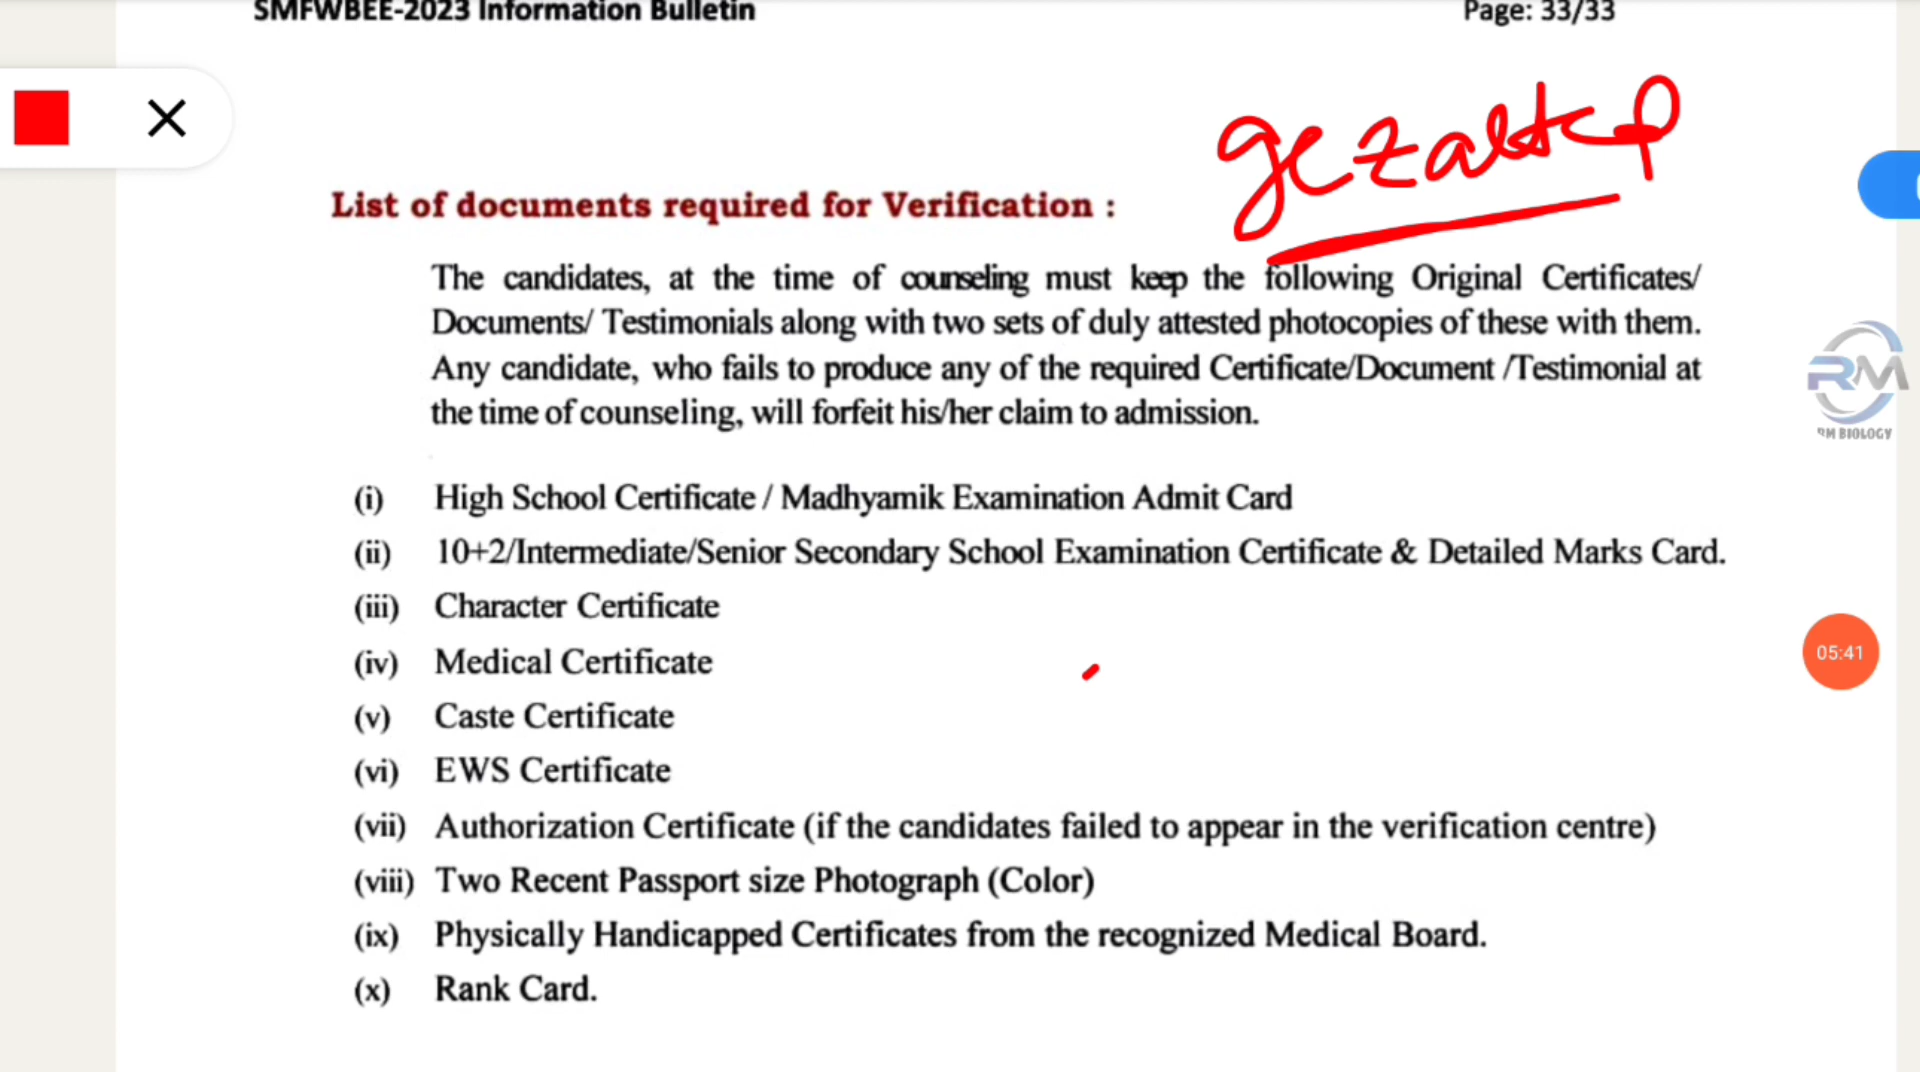 SMFWBEE-2023 Information Bulletin
Page: 33/33
List of documents required for Verification :
The candidates, at the time of counseling must keep the following Original Certificates/
Documents/ Testimonials along with two sets of duly attested photocopies of these with them.
Any candidate, who fails to produce any of the required Certificate/Document /Testimonial at
the time of counseling, will forfeit his/her claim to admission.
(i) High School Certificate / Madhyamik Examination Admit Card
(ii) 10+2/Intermediate/Senior Secondary School Examination Certificate & Detailed Marks Card.
(iii) Character Certificate
(iv) Medical Certificate
(v) Caste Certificate
(vi) EWS Certificate
(vii) Authorization Certificate (if the candidates failed to appear in the verification centre)
(viii) Two Recent Passport size Photograph (Color)
(ix) Physically Handicapped Certificates from the recognized Medical Board.
(x) Rank Card.
RM
RM BIOLOGY
05:41